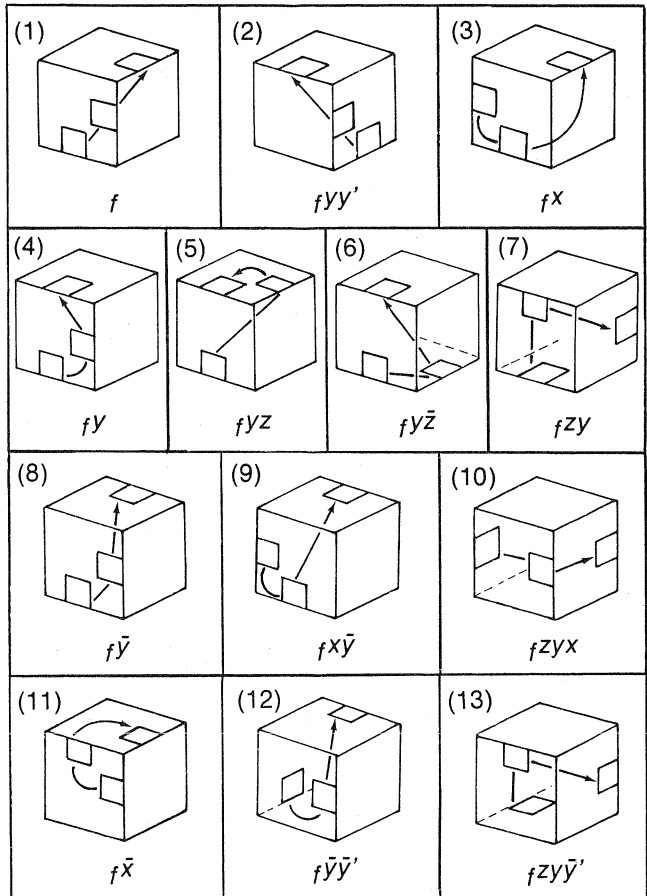 (1) (2) (3)
f fyy' fx
(4) (5) (6) (7)
fy fyz fyz̄ fzy
(8) (9) (10)
fȳ fxȳ fzyx
(11) (12) (13)
fx̄ fȳȳ' fzyȳ'